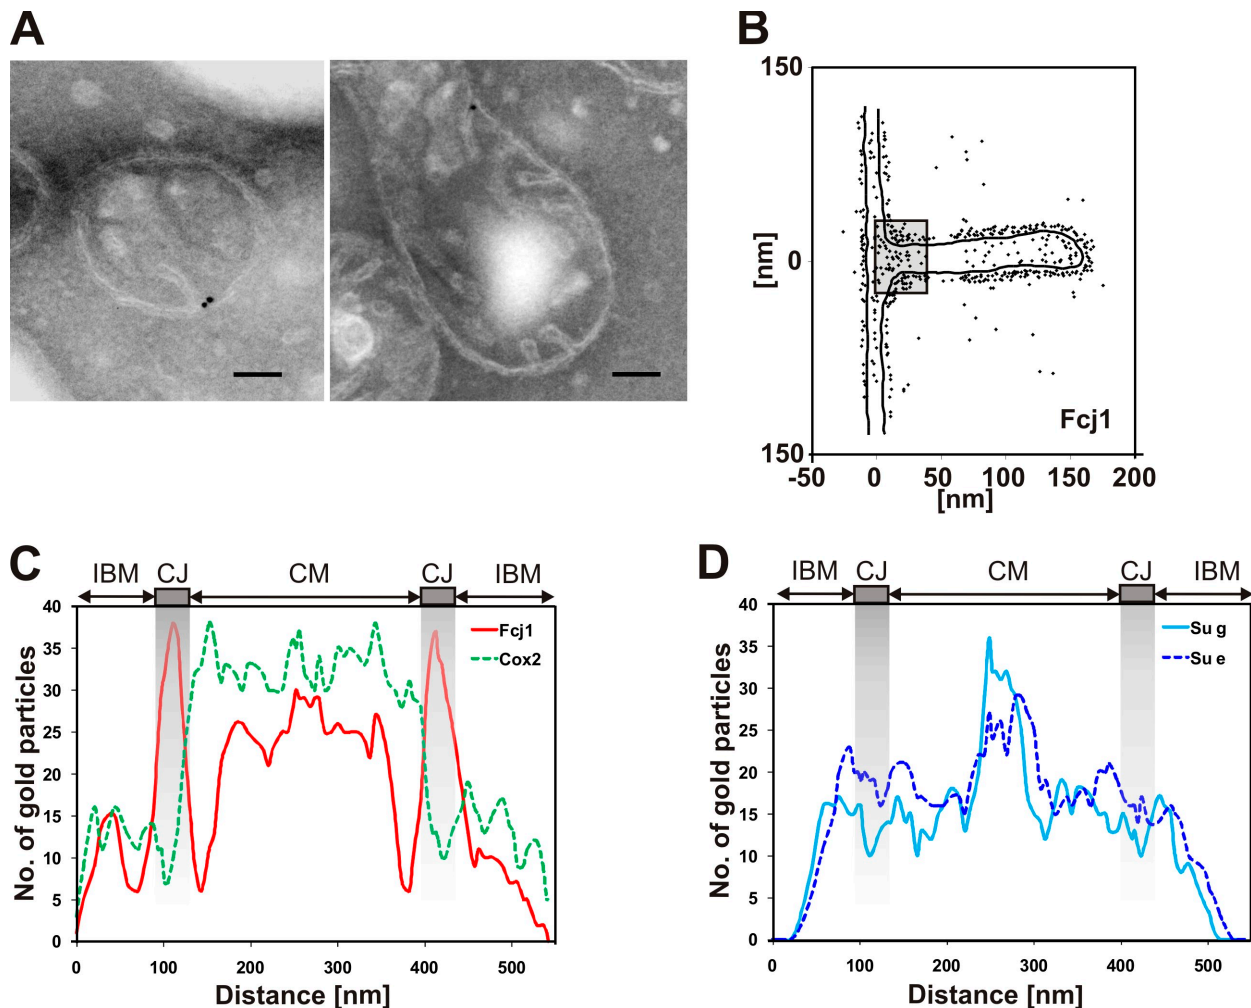 A
B
150
0
150
[nm]
-50 0 50 100 150 200
[nm]
Fcj1
C
IBM CJ CM CJ IBM
40
35
30
25
20
15
10
5
0
No. of gold particles
Fcj1
Cox2
0 100 200 300 400 500
Distance [nm]
D
IBM CJ CM CJ IBM
40
35
30
25
20
15
10
5
0
No. of gold particles
Su g
Su e
0 100 200 300 400 500
Distance [nm]